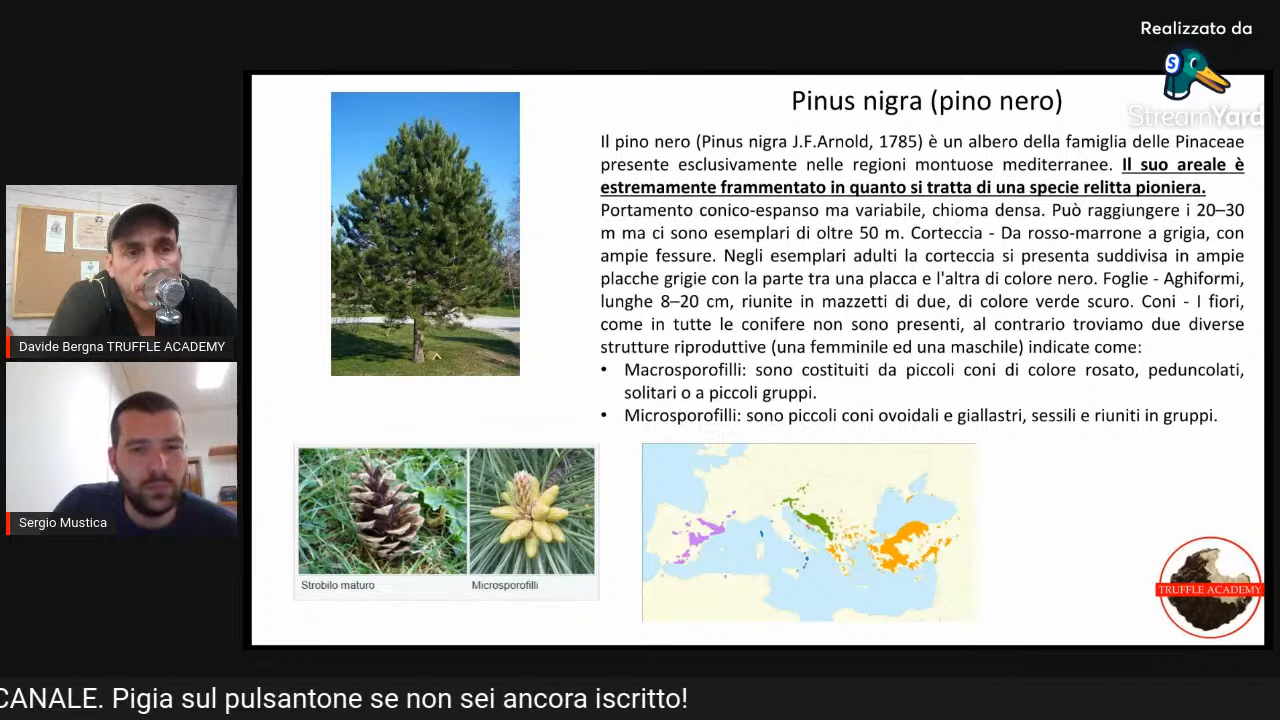 Realizzato da
StreamYard
Pinus nigra (pino nero)
Il pino nero (Pinus nigra J.F.Arnold, 1785) è un albero della famiglia delle Pinaceae
presente esclusivamente nelle regioni montuose mediterranee. Il suo areale è
estremamente frammentato in quanto si tratta di una specie relitta pioniera.
Portamento conico-espanso ma variabile, chioma densa. Può raggiungere i 20–30
m ma ci sono esemplari di oltre 50 m. Corteccia - Da rosso-marrone a grigia, con
ampie fessure. Negli esemplari adulti la corteccia si presenta suddivisa in ampie
placche grigie con la parte tra una placca e l'altra di colore nero. Foglie - Aghiformi,
lunghe 8–20 cm, riunite in mazzetti di due, di colore verde scuro. Coni - I fiori,
come in tutte le conifere non sono presenti, al contrario troviamo due diverse
strutture riproduttive (una femminile ed una maschile) indicate come:
• Macrosporofilli: sono costituiti da piccoli coni di colore rosato, peduncolati,
solitari o a piccoli gruppi.
• Microsporofilli: sono piccoli coni ovoidali e giallastri, sessili e riuniti in gruppi.
Davide Bergna TRUFFLE ACADEMY
Sergio Mustica
Strobilo maturo
Microsporofilli
TRUFFLE ACADEMY
CANALE. Pigia sul pulsantone se non sei ancora iscritto!